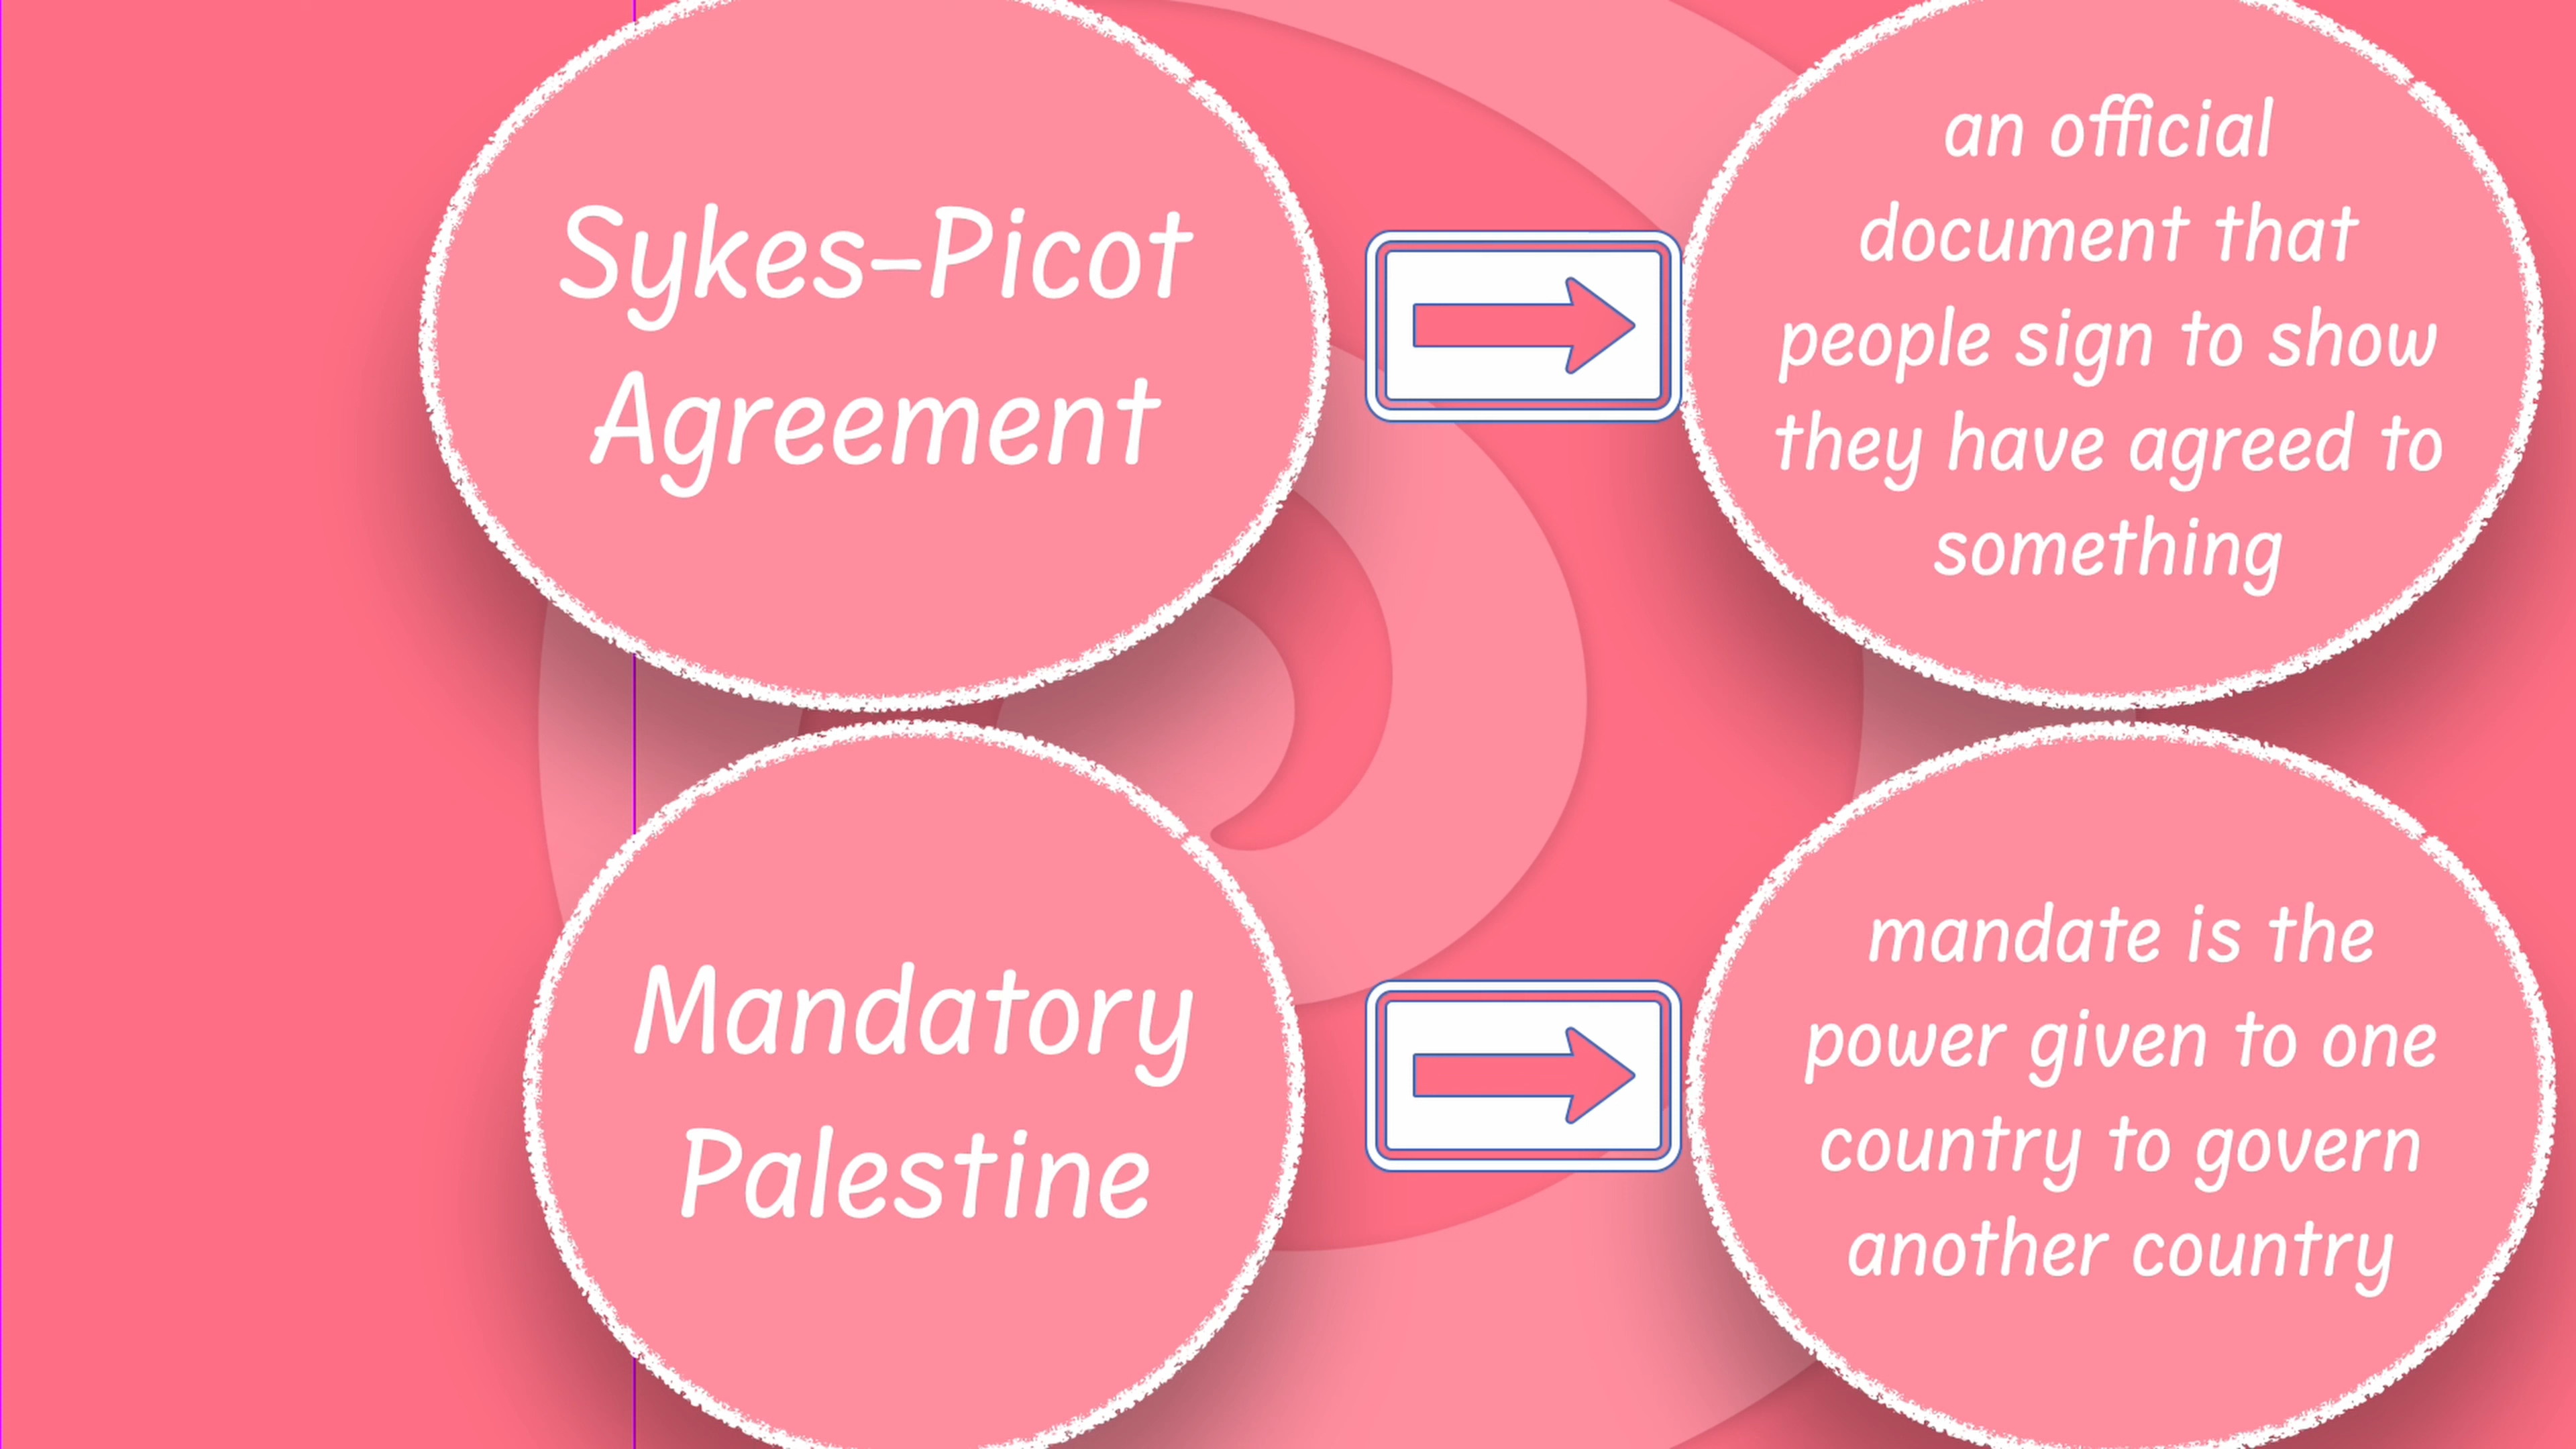 Sykes-Picot
Agreement
an official
document that
people sign to show
they have agreed to
something
Mandatory
Palestine
mandate is the
power given to one
country to govern
another country